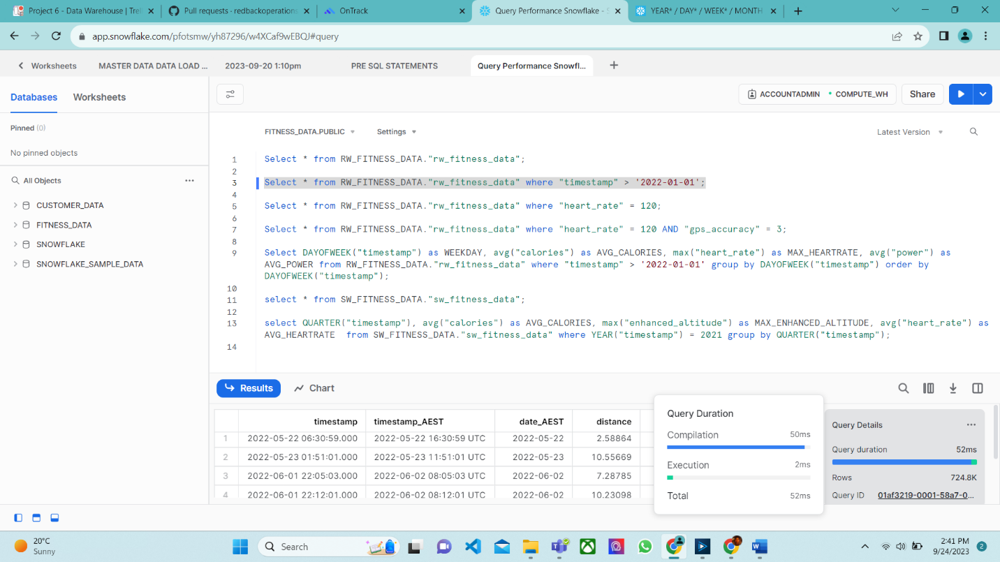 Project 6 - Data Warehouse | Tre
Pull requests · redbackoperation
OnTrack
Query Performance Snowflake - S
YEAR* / DAY* / WEEK* / MONTH
app.snowflake.com/pfotsmw/yh87296/w4XCaf9wEBQJ#query
Worksheets
MASTER DATA DATA LOAD ...
2023-09-20 1:10pm
PRE SQL STATEMENTS
Query Performance Snowfl...
Databases
Worksheets
ACCOUNTADMIN
COMPUTE_WH
Share
Pinned (0)
No pinned objects
All Objects
CUSTOMER_DATA
FITNESS_DATA
SNOWFLAKE
SNOWFLAKE_SAMPLE_DATA
FITNESS_DATA.PUBLIC
Settings
Latest Version
1 Select * from RW_FITNESS_DATA."rw_fitness_data";
2
3 Select * from RW_FITNESS_DATA."rw_fitness_data" where "timestamp" > '2022-01-01';
4
5 Select * from RW_FITNESS_DATA."rw_fitness_data" where "heart_rate" = 120;
6
7 Select * from RW_FITNESS_DATA."rw_fitness_data" where "heart_rate" = 120 AND "gps_accuracy" = 3;
8
9 Select DAYOFWEEK("timestamp") as WEEKDAY, avg("calories") as AVG_CALORIES, max("heart_rate") as MAX_HEARTRATE, avg("power") as
AVG_POWER from RW_FITNESS_DATA."rw_fitness_data" where "timestamp" > '2022-01-01' group by DAYOFWEEK("timestamp") order by
DAYOFWEEK("timestamp");
10
11 select * from SW_FITNESS_DATA."sw_fitness_data";
12
13 select QUARTER("timestamp"), avg("calories") as AVG_CALORIES, max("enhanced_altitude") as MAX_ENHANCED_ALTITUDE, avg("heart_rate") as
AVG_HEARTRATE from SW_FITNESS_DATA."sw_fitness_data" where YEAR("timestamp") = 2021 group by QUARTER("timestamp");
14
Results
Chart
timestamp timestamp_AEST date_AEST distance
1 2022-05-22 06:30:59.000 2022-05-22 16:30:59 UTC 2022-05-22 2.58864
2 2022-05-23 01:51:01.000 2022-05-23 11:51:01 UTC 2022-05-23 10.55669
3 2022-06-01 22:05:03.000 2022-06-02 08:05:03 UTC 2022-06-02 7.28785
4 2022-06-01 22:12:01.000 2022-06-02 08:12:01 UTC 2022-06-02 10.23098
Query Duration
Compilation 50ms
Execution 2ms
Total 52ms
Query Details
Query duration 52ms
Rows 724.8K
Query ID 01af3219-0001-58a7-0...
20°C
Sunny
Search
2:41 PM
9/24/2023
2